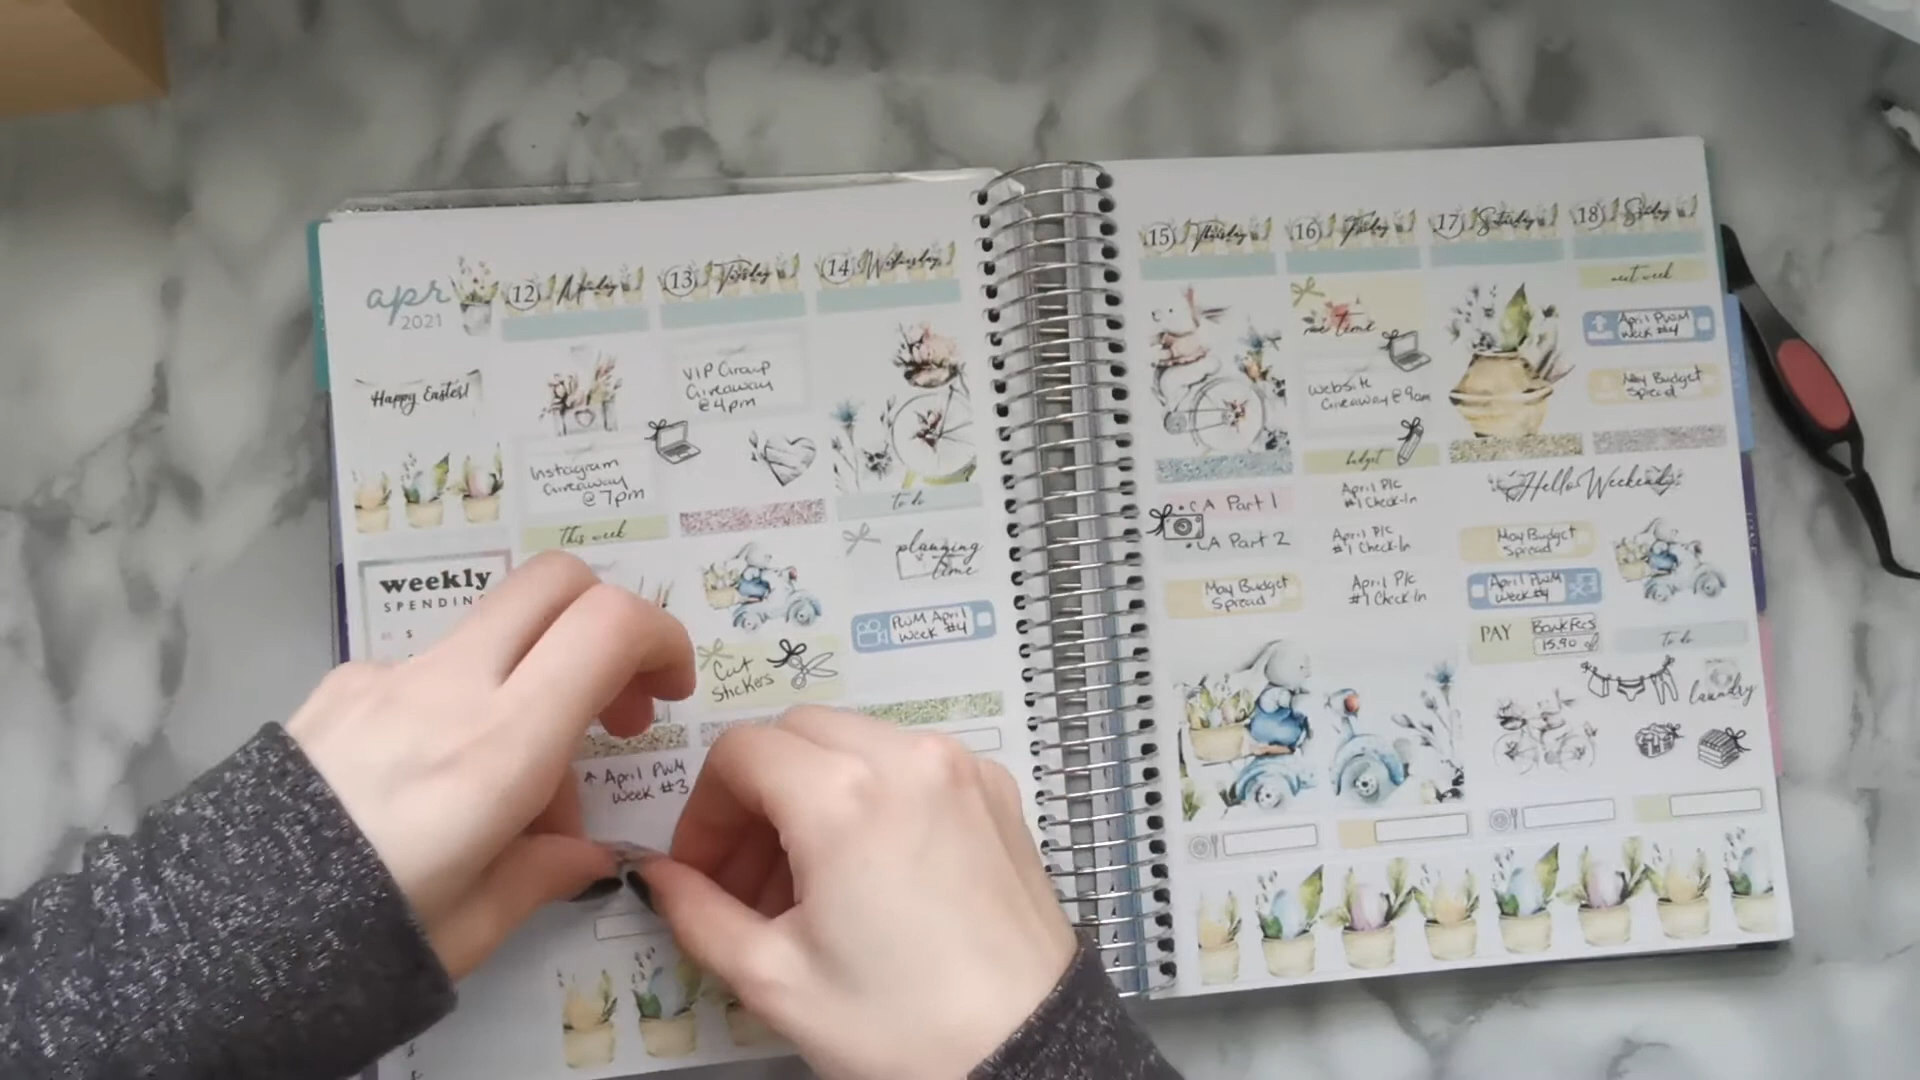 apr
2021
Happy Easter!
weekly
SPENDING
S
12 Monday
Instagram
Giveaway
@ 7pm
This week
↑ April PWM
Week #3
13 Tuesday
VIP Group
Giveaway
@ 4pm
Cut
Stickers
14 Wednesday
to do
planning
time
PWM April
Week #4
15 Thursday
• CA Part 1
• CA Part 2
May Budget
Spread
16 Friday
me time
Website
Giveaway @ 9am
budget
April P/c
#1 Check-In
April P/c
#1 Check-In
April P/c
#1 Check-In
17 Saturday
Hello Weekend
May Budget
Spread
April PWM
Week #4
PAY Bank Fees
15.90
18 Sunday
next week
April PWM
Week #4
May Budget
Spread
to do
laundry